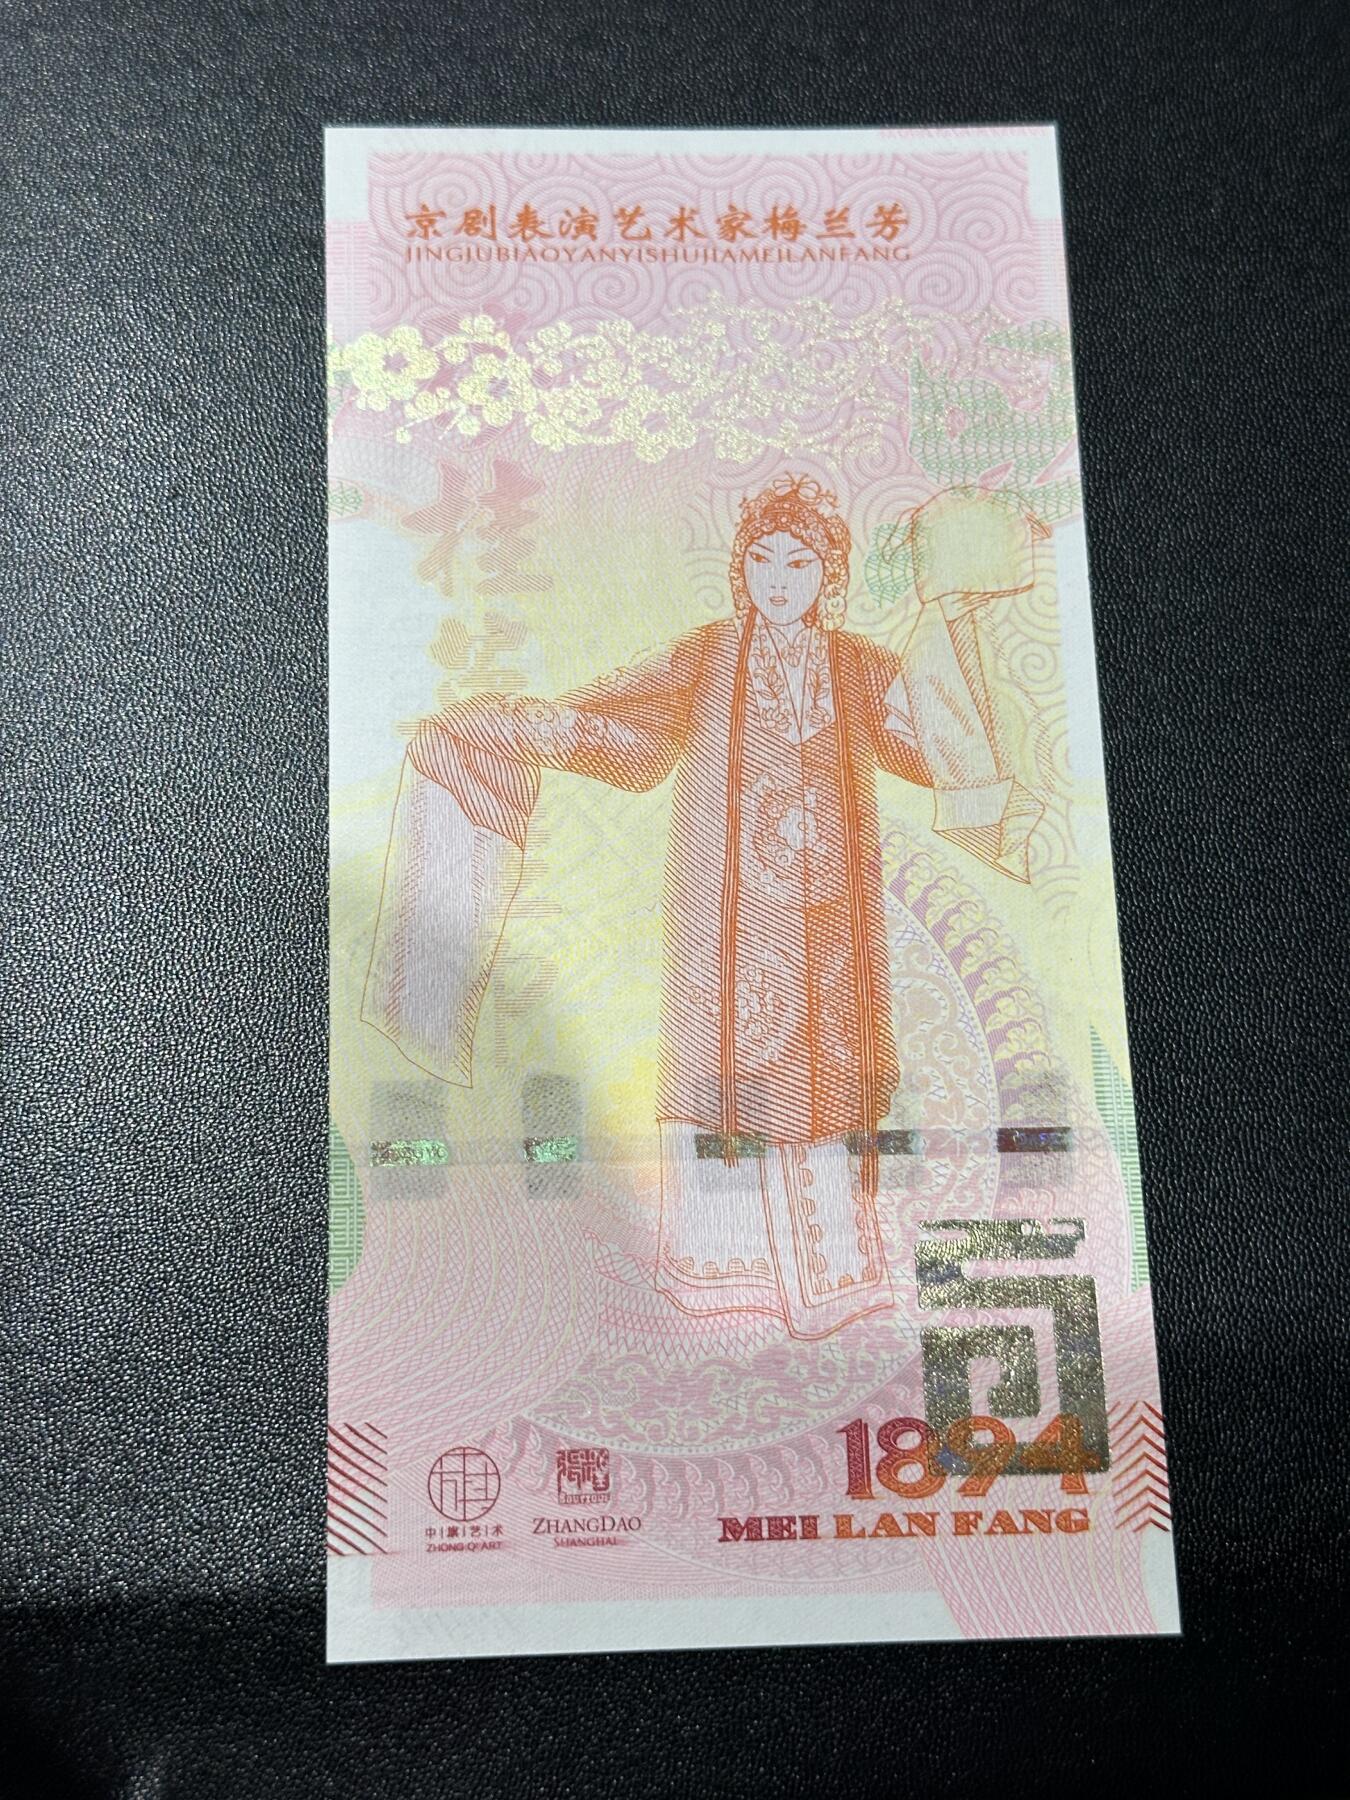 京剧表演艺术家梅兰芳
JINGJUBIAOYANYISHUJIAMEILANFANG
1894
MEI LAN FANG
中|旗|艺|术
ZHONG QI ART
ZHANGDAO
SHANGHAI